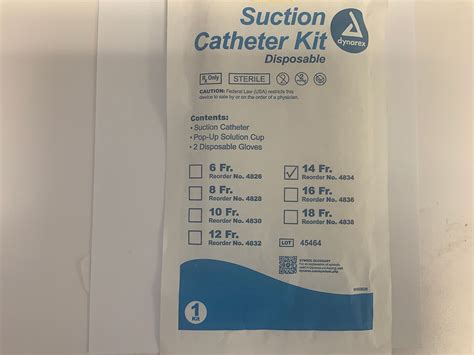 Suction
Catheter Kit
Disposable
dynarex
Rx Only
STERILE
CAUTION: Federal Law (USA) restricts this
device to sale by or on the order of a physician.
Contents:
• Suction Catheter
• Pop-Up Solution Cup
• 2 Disposable Gloves
6 Fr.
Reorder No. 4826
8 Fr.
Reorder No. 4828
10 Fr.
Reorder No. 4830
12 Fr.
Reorder No. 4832
14 Fr.
Reorder No. 4834
16 Fr.
Reorder No. 4836
18 Fr.
Reorder No. 4838
LOT 45464
SYMBOL GLOSSARY
1
Kit